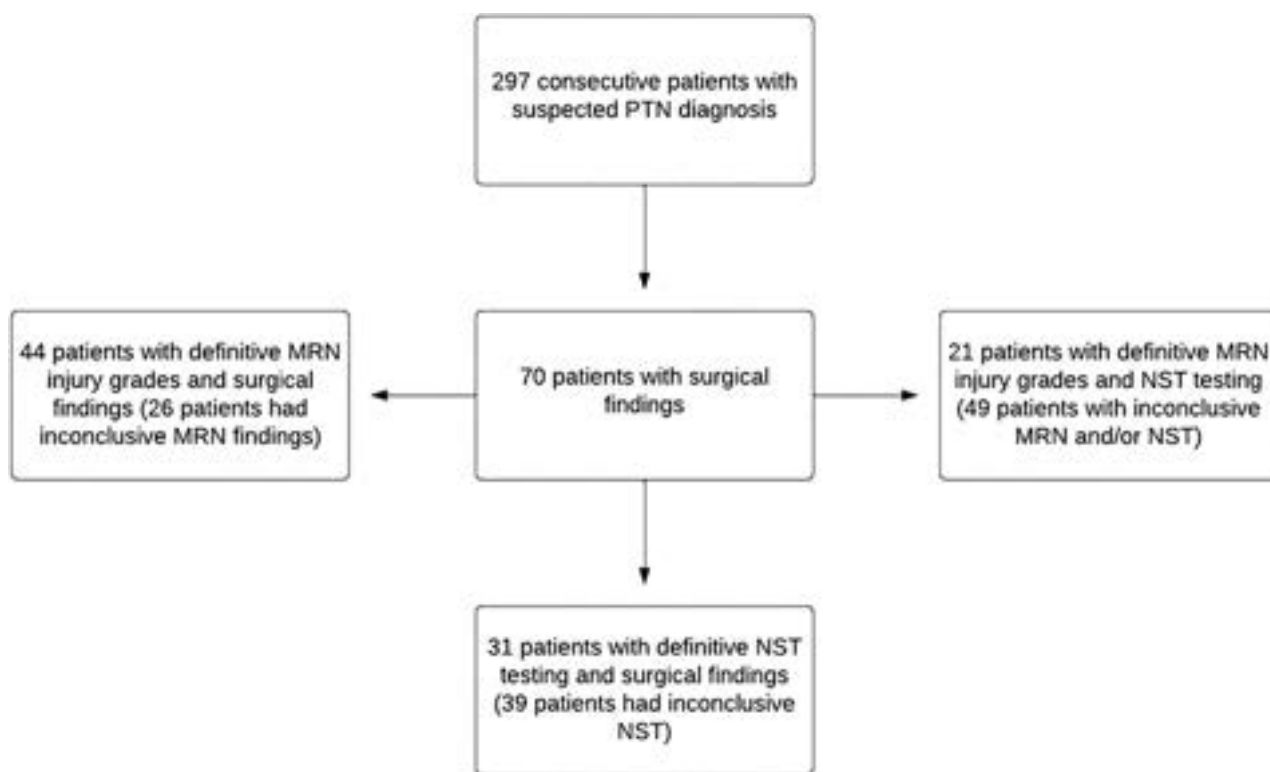 297 consecutive patients with
suspected PTN diagnosis
44 patients with definitive MRN
injury grades and surgical
findings (26 patients had
inconclusive MRN findings)
70 patients with surgical
findings
21 patients with definitive MRN
injury grades and NST testing
(49 patients with inconclusive
MRN and/or NST)
31 patients with definitive NST
testing and surgical findings
(39 patients had inconclusive
NST)